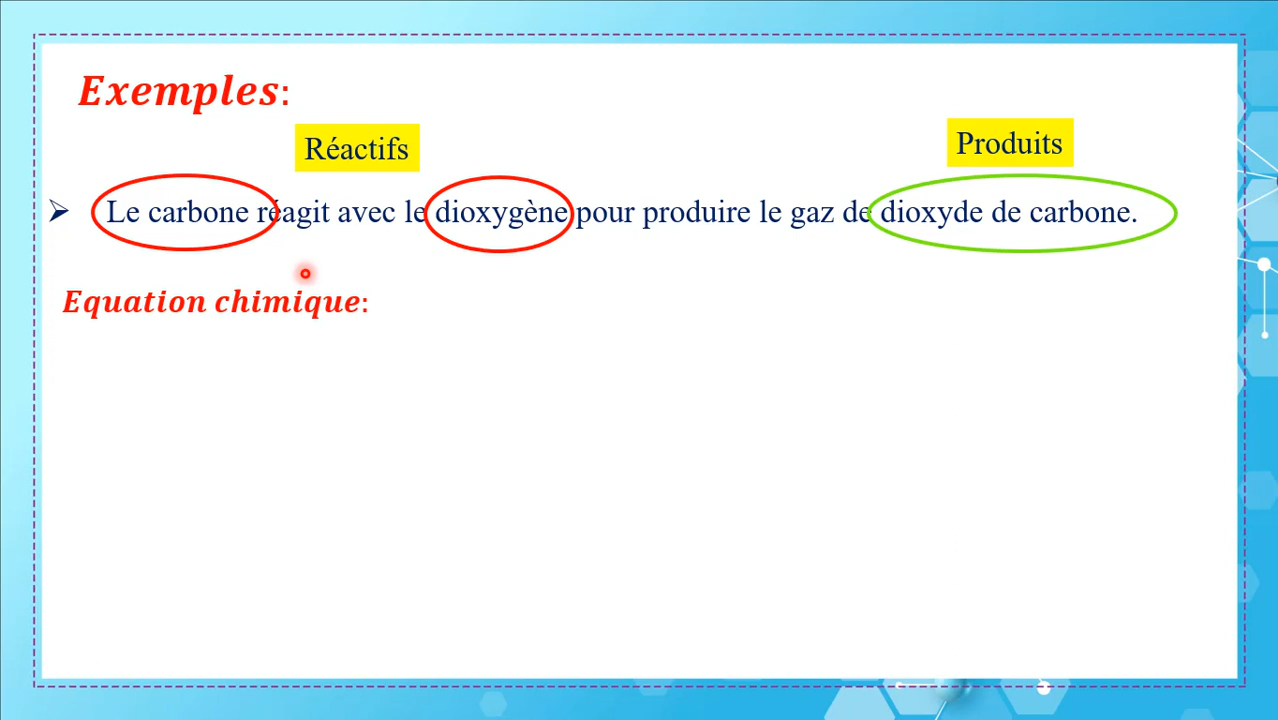 Exemples:
Réactifs
Produits
➢ Le carbone réagit avec le dioxygène pour produire le gaz de dioxyde de carbone.
Equation chimique: